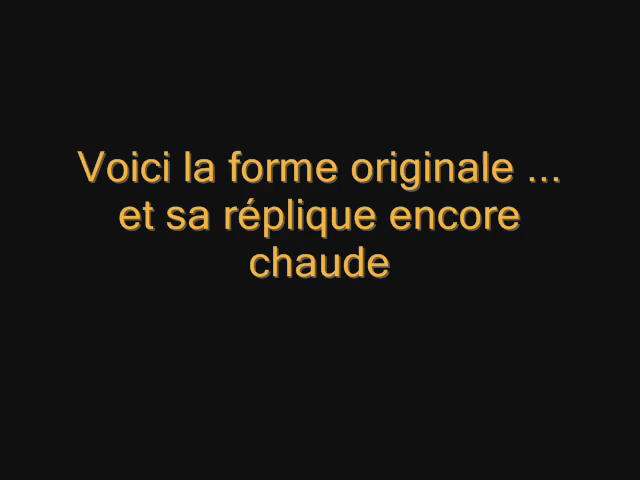 Voici la forme originale ...
et sa réplique encore
chaude